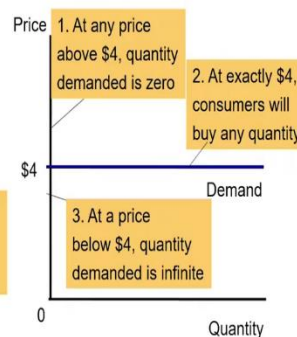 Price
1. At any price
above $4, quantity
demanded is zero
2. At exactly $4,
consumers will
buy any quantity
$4
Demand
3. At a price
below $4, quantity
demanded is infinite
0
Quantity